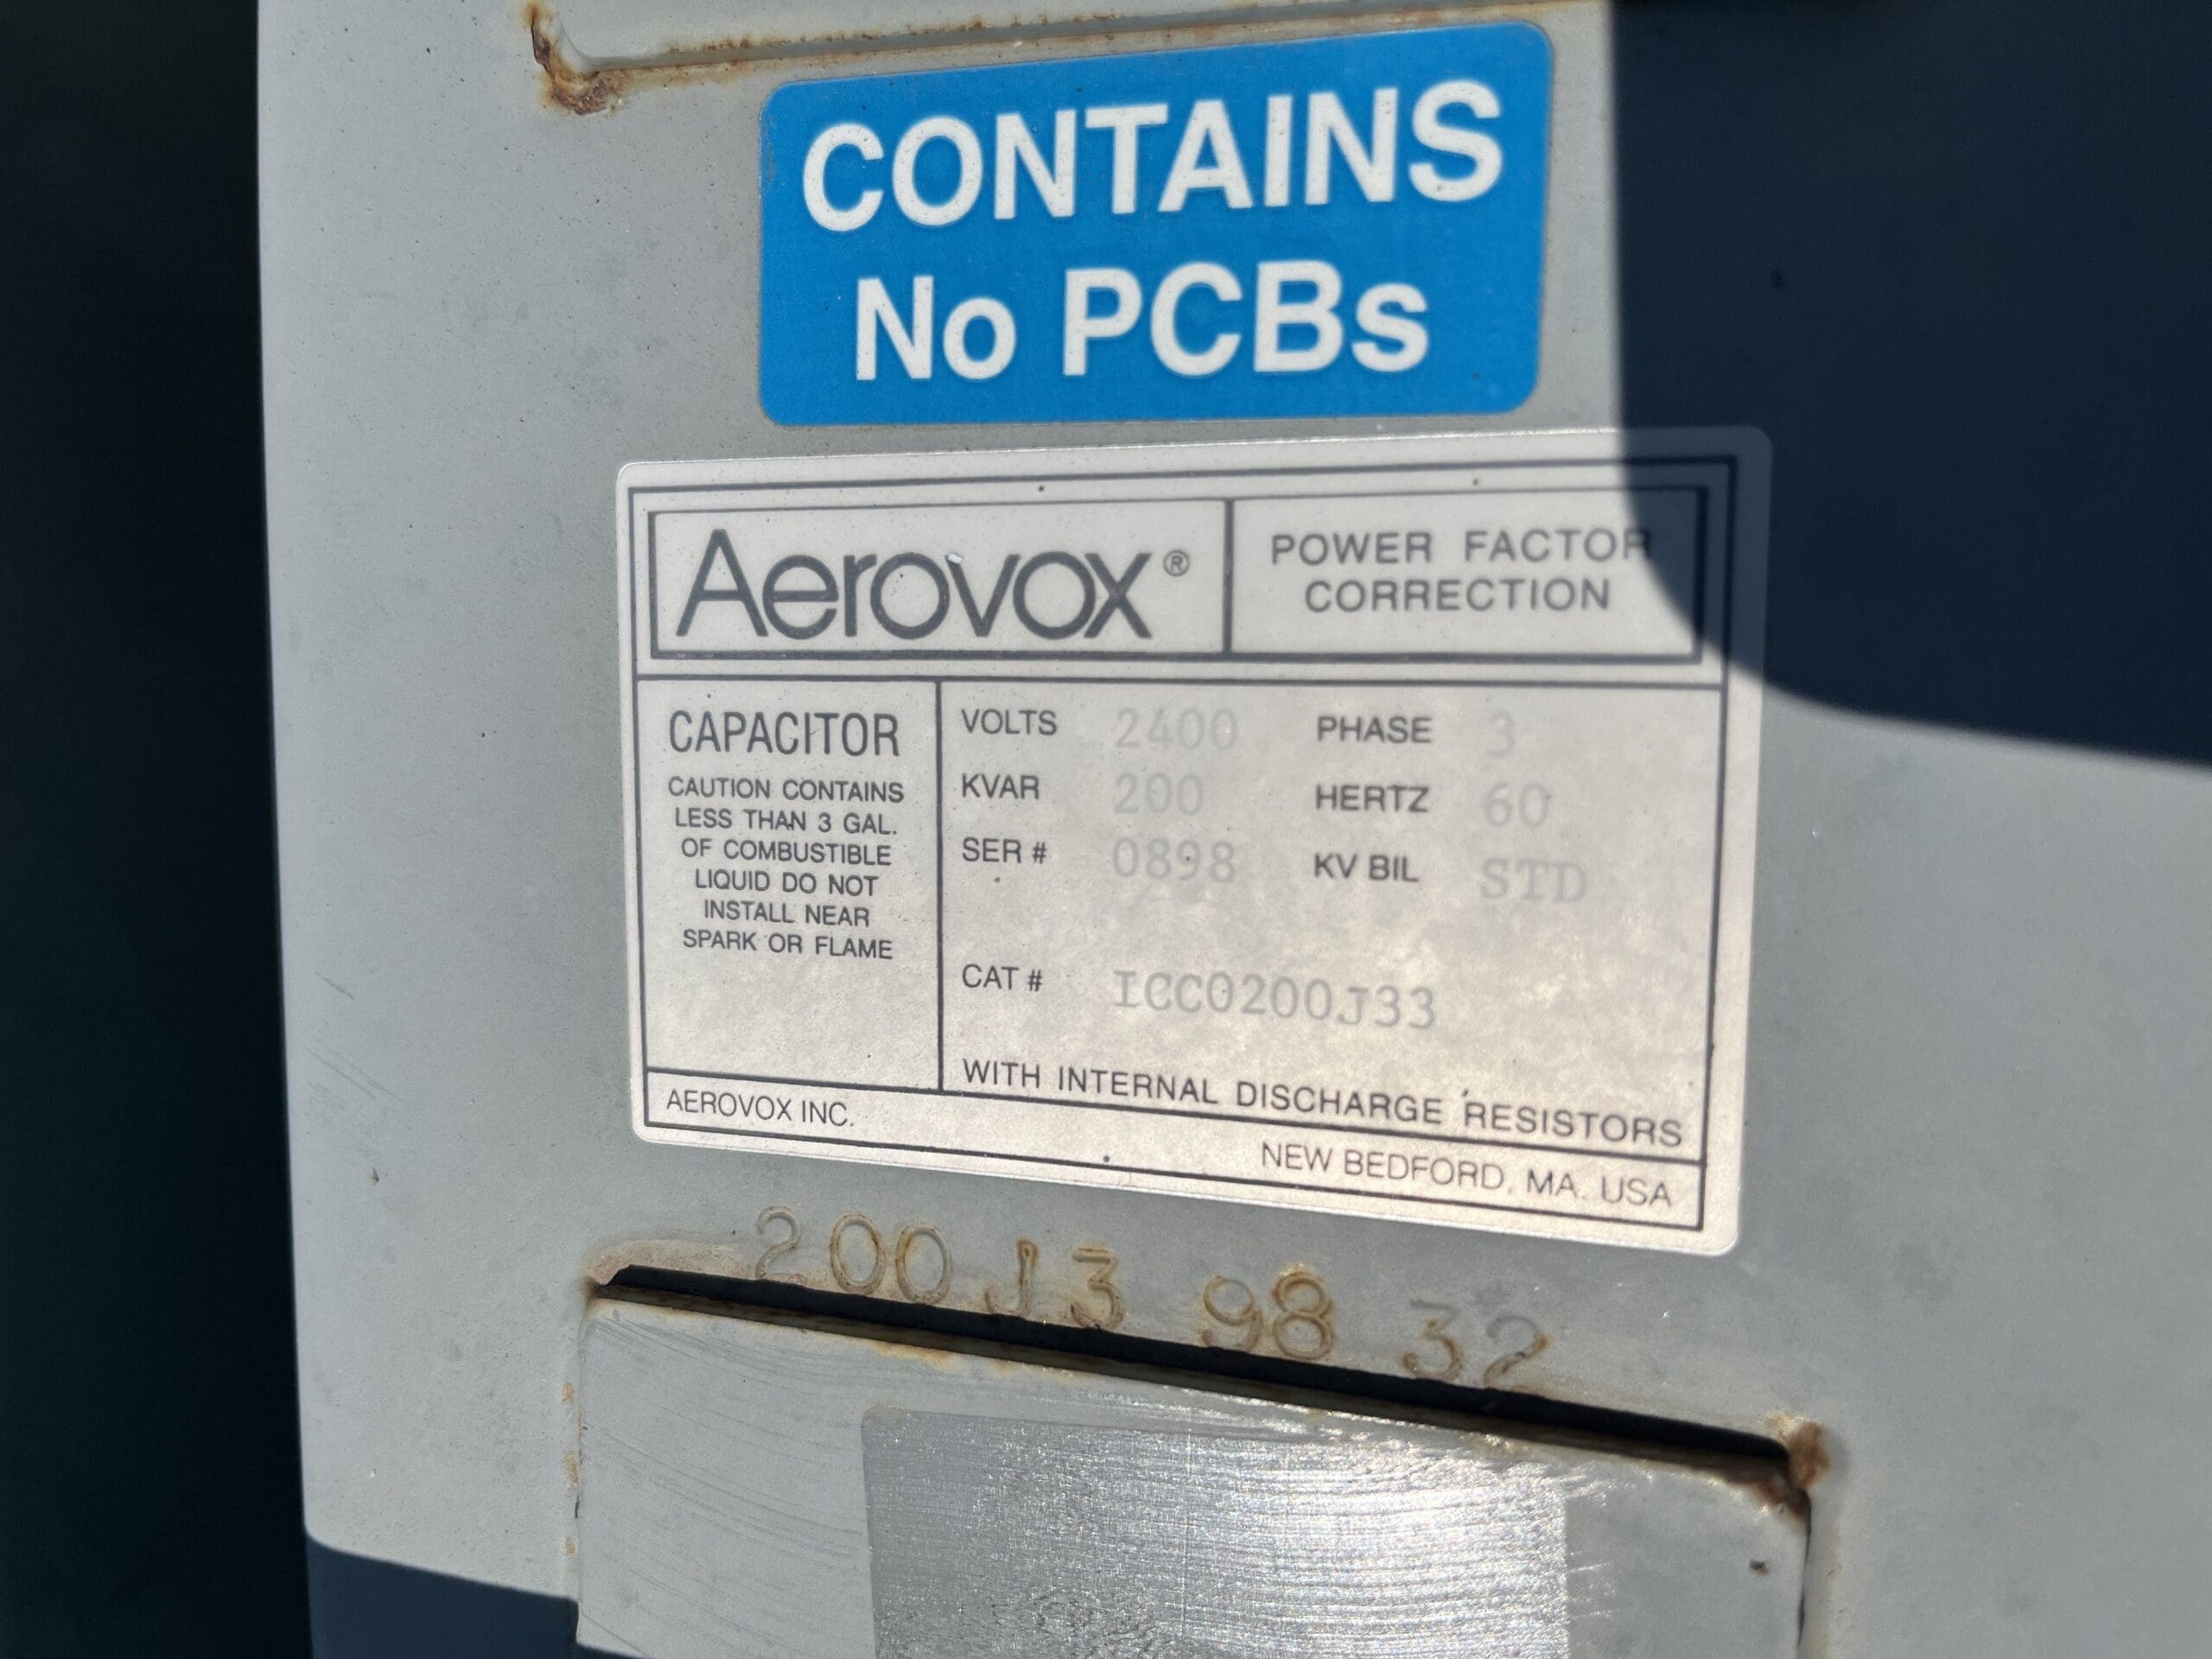 CONTAINS
No PCBs
Aerovox®
POWER FACTOR
CORRECTION
CAPACITOR
CAUTION CONTAINS
LESS THAN 3 GAL.
OF COMBUSTIBLE
LIQUID DO NOT
INSTALL NEAR
SPARK OR FLAME
VOLTS 2400 PHASE 3
KVAR 200 HERTZ 60
SER # 0898 KV BIL STD
CAT # ICC0200J33
WITH INTERNAL DISCHARGE RESISTORS
AEROVOX INC.
NEW BEDFORD, MA. USA
200J3 98 32